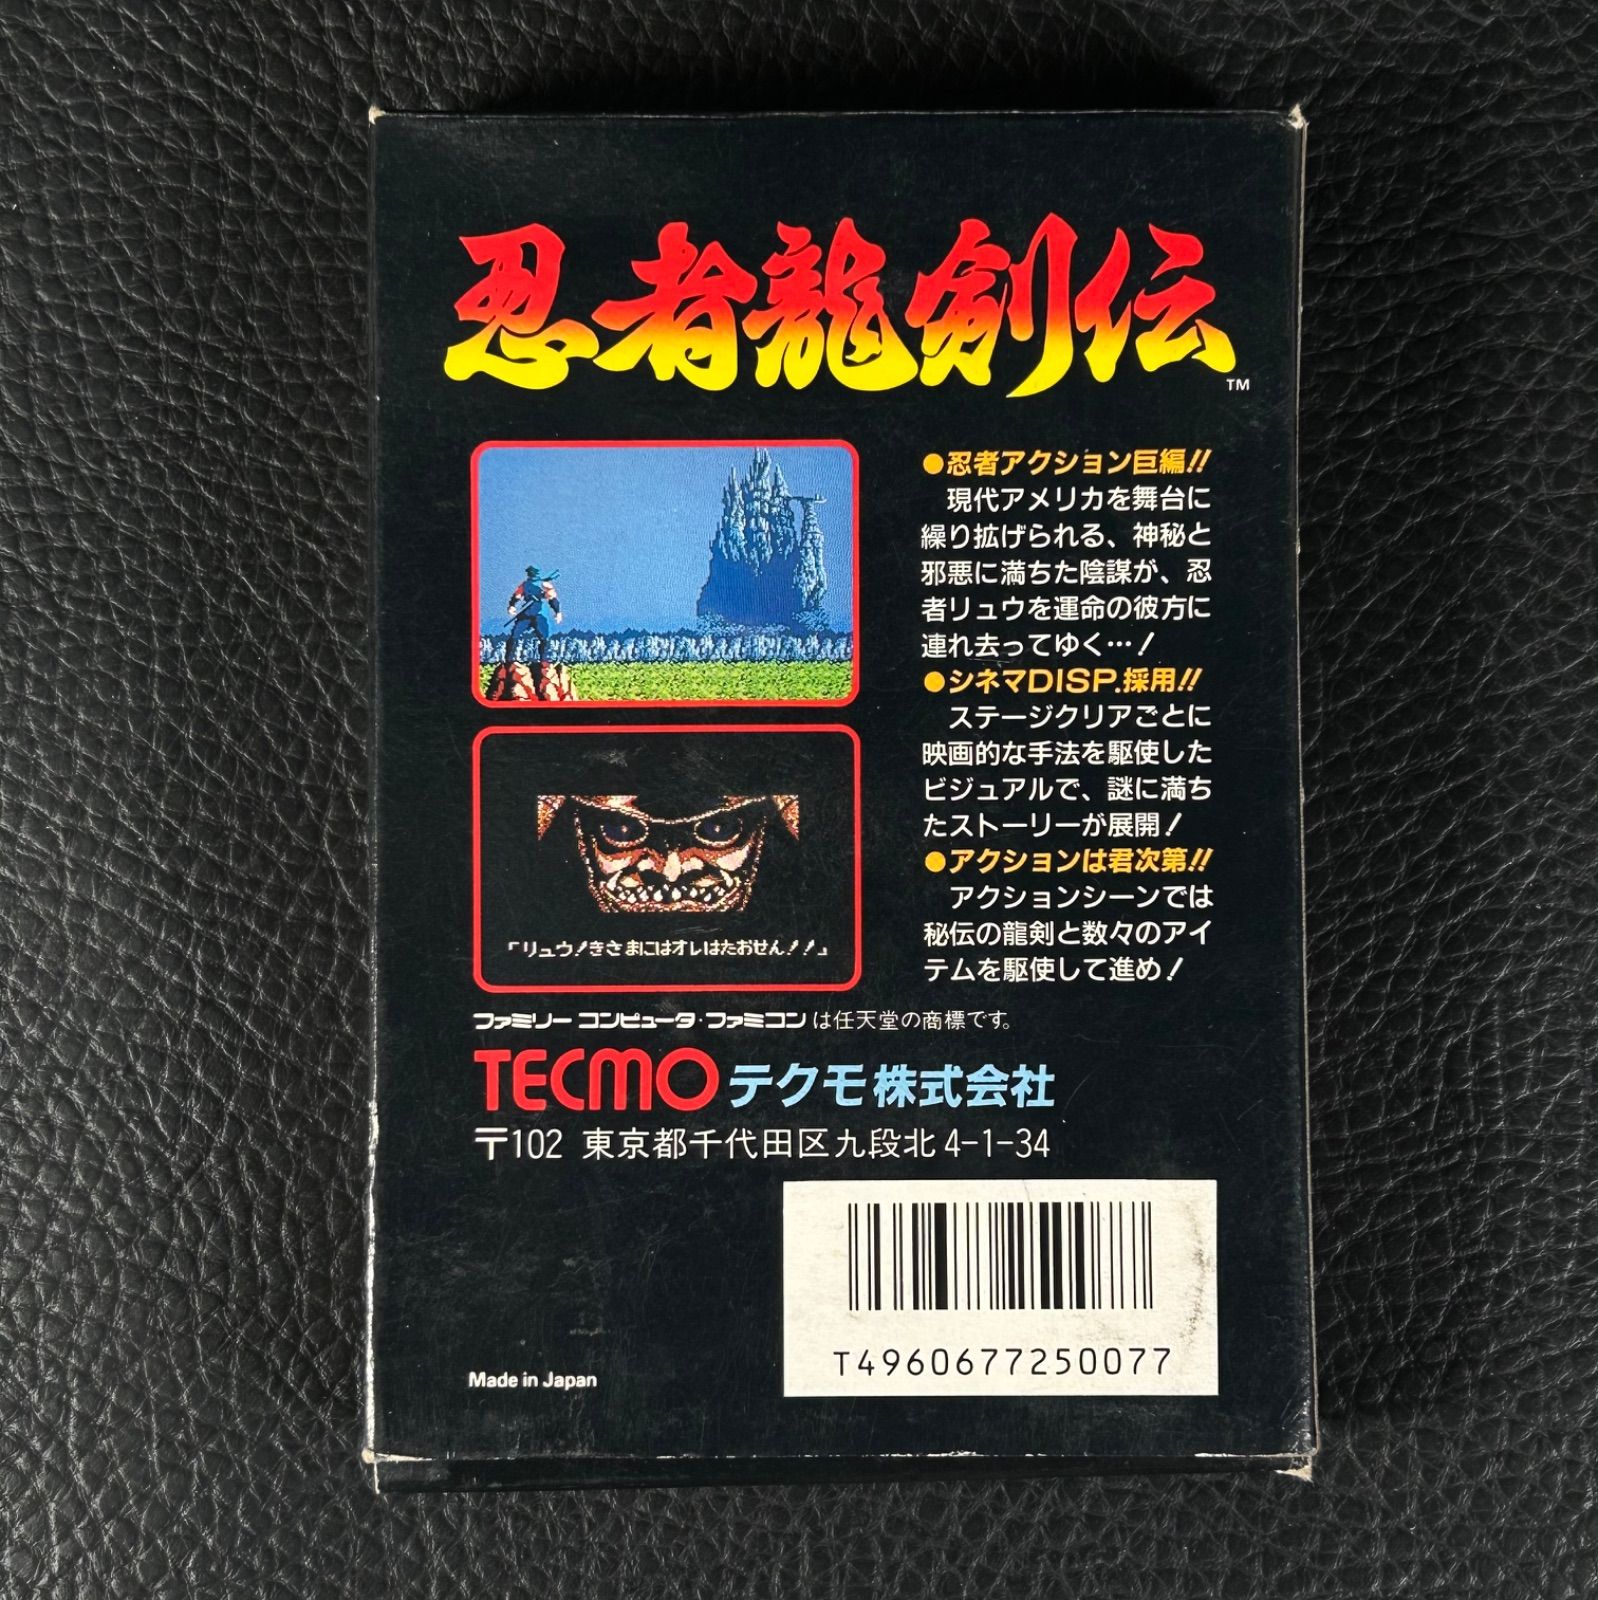 忍者龍剣伝
TM
●忍者アクション巨編!!
現代アメリカを舞台に
繰り拡げられる、神秘と
邪悪に満ちた陰謀が、忍
者リュウを運命の彼方に
連れ去ってゆく…!
●シネマDISP.採用!!
ステージクリアごとに
映画的な手法を駆使した
ビジュアルで、謎に満ち
たストーリーが展開!
●アクションは君次第!!
アクションシーンでは
秘伝の龍剣と数々のアイ
テムを駆使して進め!
「リュウ!きさまにはオレはたおせん!!」
ファミリー コンピュータ・ファミコン は任天堂の商標です。
TECMO テクモ株式会社
〒102 東京都千代田区九段北4-1-34
T4960677250077
Made in Japan